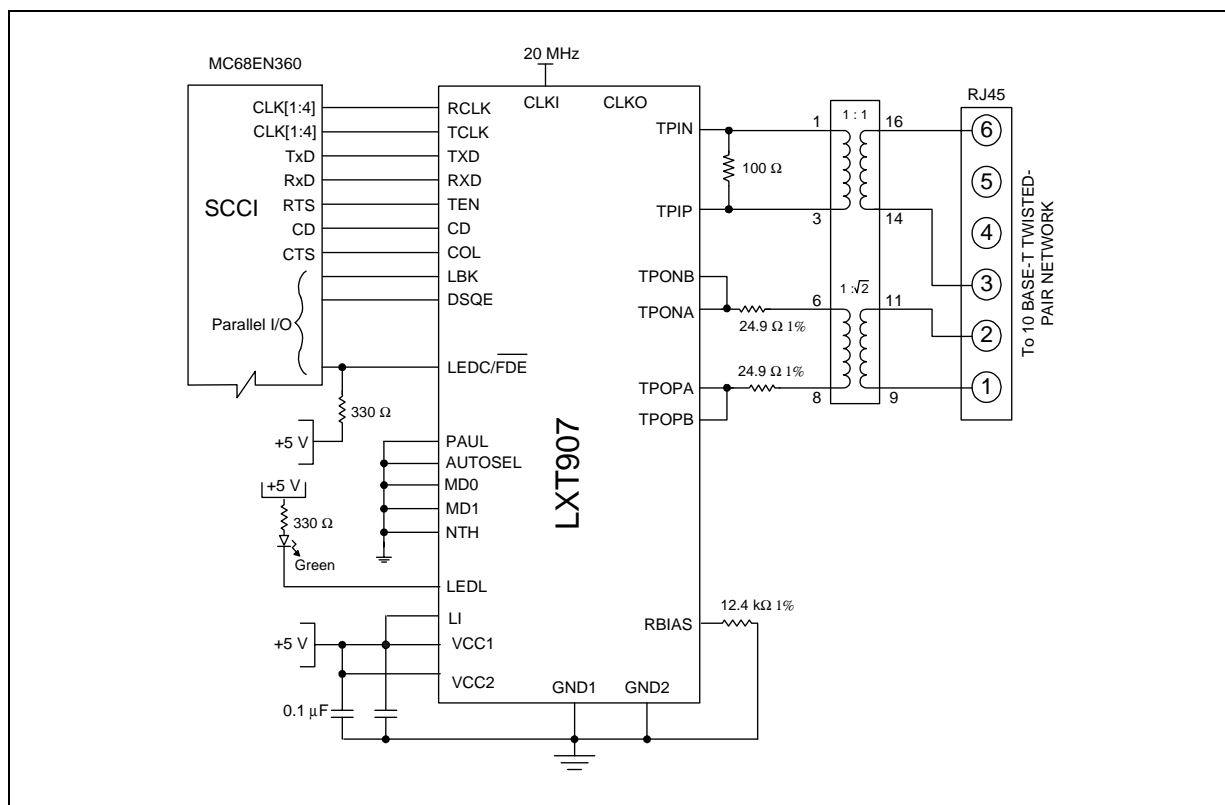 20 MHz
MC68EN360
CLKI CLKO
RJ45
CLK[1:4]
CLK[1:4]
TxD
RxD
RTS
CD
CTS
SCCI
Parallel I/O
RCLK
TCLK
TXD
RXD
TEN
CD
COL
LBK
DSQE
LEDC/FDE
330 Ω
+5 V
PAUL
AUTOSEL
MD0
MD1
NTH
+5 V
330 Ω
Green
LEDL
LI
+5 V
VCC1
VCC2
0.1 µF
LXT907
GND1 GND2
TPIN
100 Ω
TPIP
TPONB
TPONA
24.9 Ω 1%
24.9 Ω 1%
TPOPA
TPOPB
RBIAS
12.4 kΩ 1%
1 1 : 1 16
3 14
1:√2
6 11
8 9
6
5
4
3
2
1
To 10 BASE-T TWISTED-
PAIR NETWORK